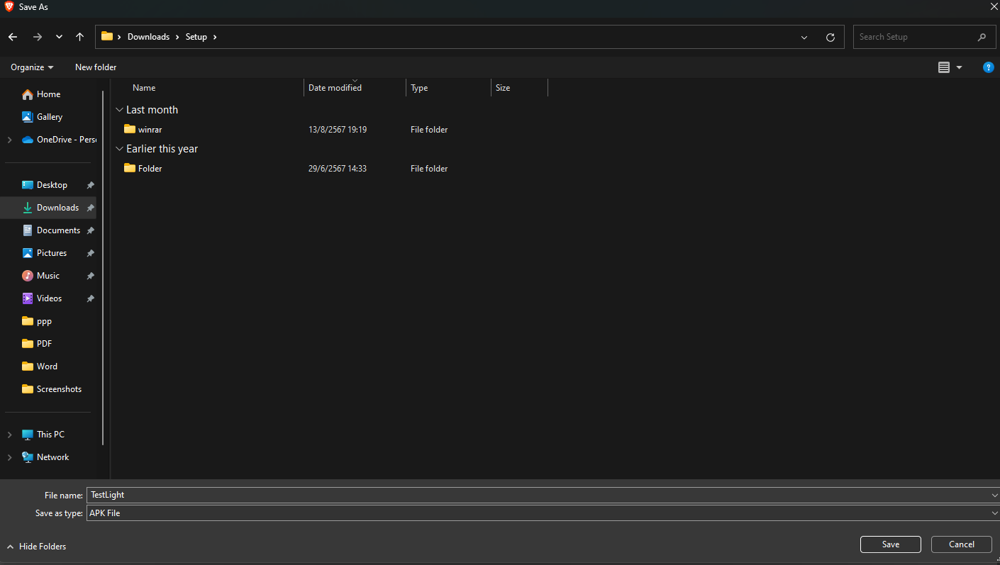 Save As
Downloads Setup
Search Setup
Organize New folder
Name Date modified Type Size
Last month
winrar 13/8/2567 19:19 File folder
Earlier this year
Folder 29/6/2567 14:33 File folder
Home
Gallery
OneDrive - Pers
Desktop
Downloads
Documents
Pictures
Music
Videos
ppp
PDF
Word
Screenshots
This PC
Network
File name: TestLight
Save as type: APK File
Hide Folders
Save Cancel